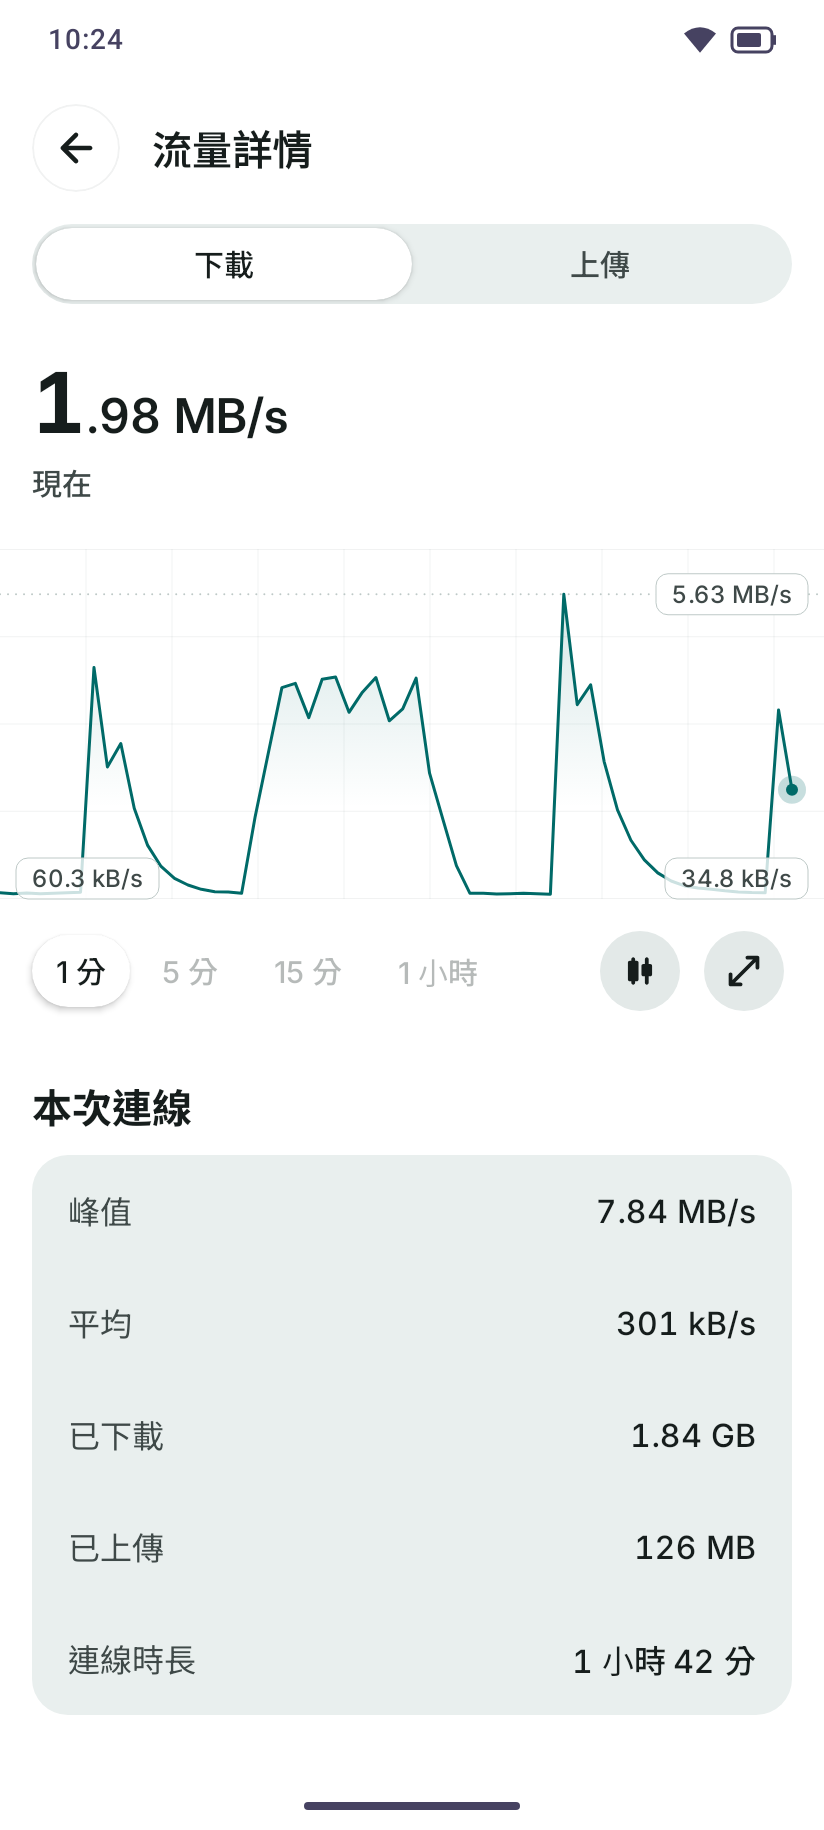 10:24
流量詳情
下載
上傳
1.98 MB/s
現在
5.63 MB/s
60.3 kB/s
34.8 kB/s
1 分
5 分
15 分
1 小時
本次連線
峰值
7.84 MB/s
平均
301 kB/s
已下載
1.84 GB
已上傳
126 MB
連線時長
1 小時 42 分